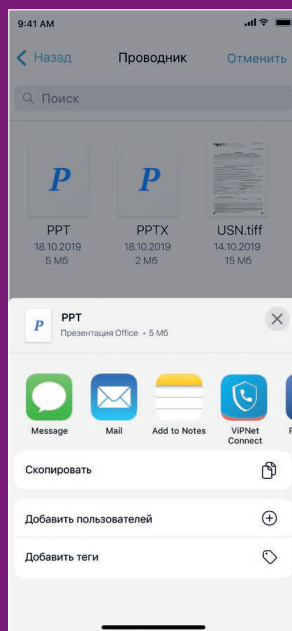 9:41 AM
Назад Проводник Отменить
Поиск
P P
PPT PPTX USN.tiff
18.10.2019 18.10.2019 14.10.2019
5 Мб 2 Мб 15 Мб
P PPT
Презентация Office • 5 Мб
Message Mail Add to Notes ViPNet
Connect
Скопировать
Добавить пользователей
Добавить теги